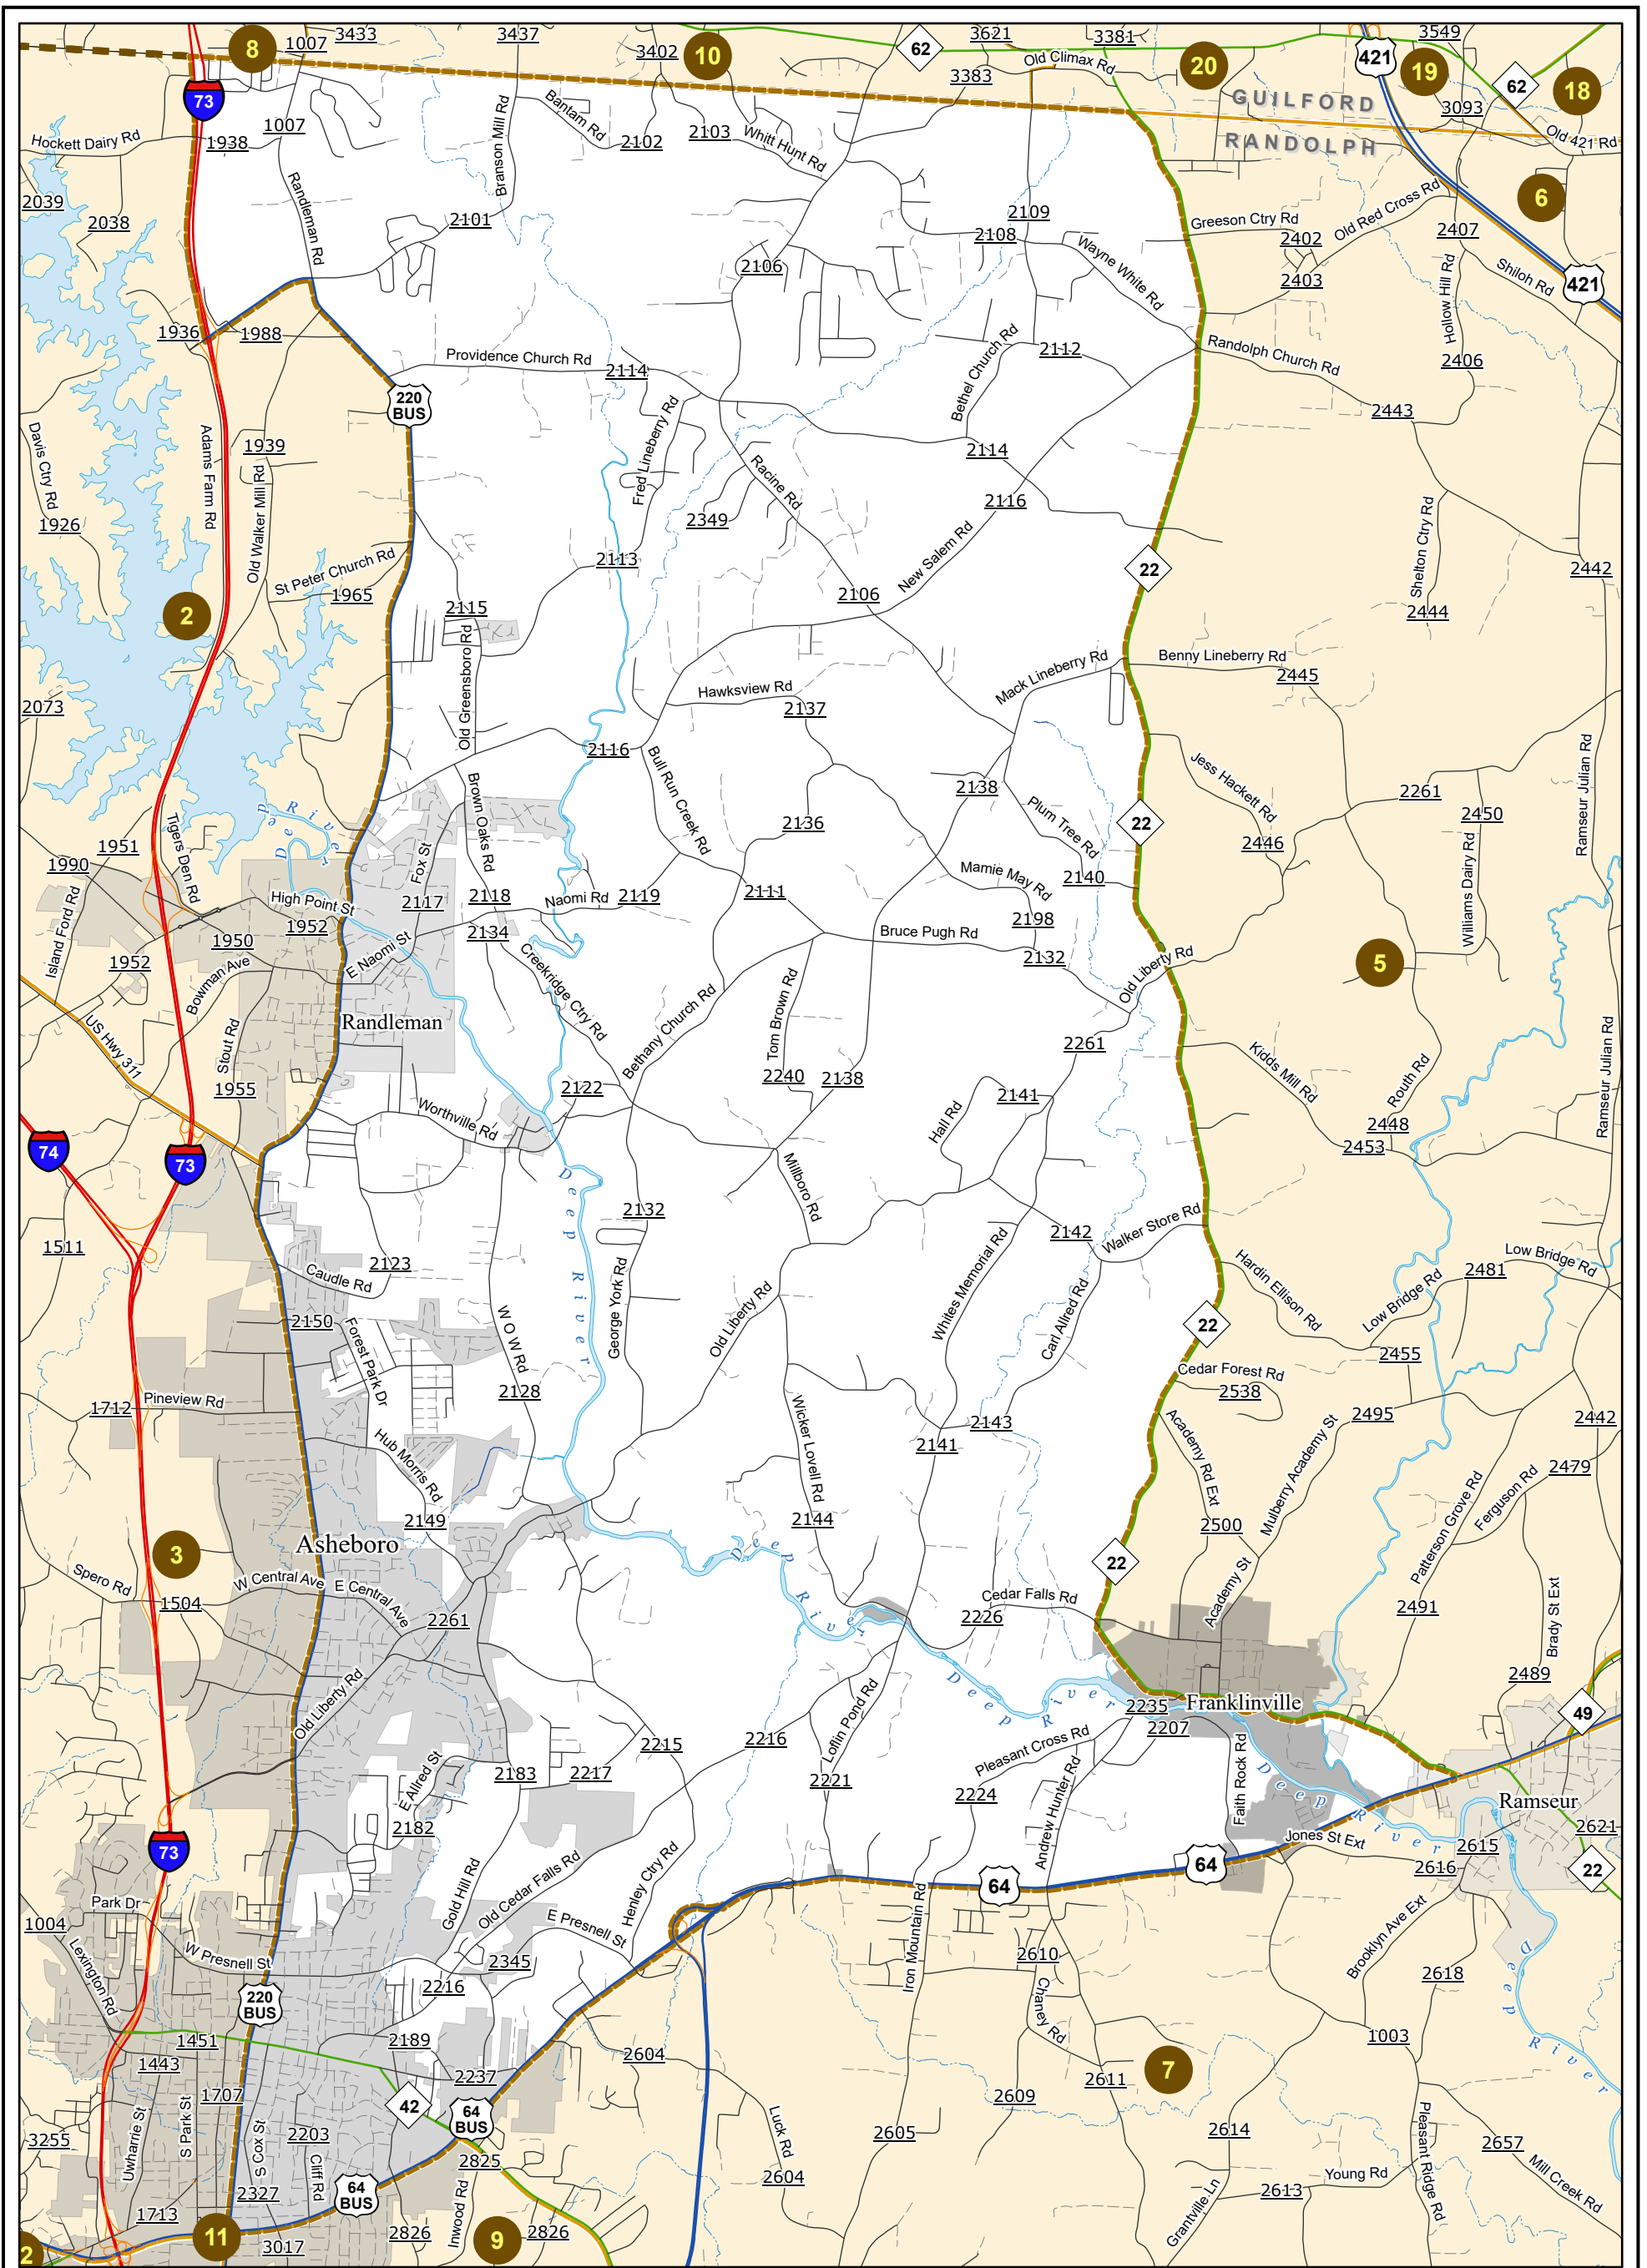 3433
3437
3621
3381
3549
8
1007
3402
10
62
Old Climax Rd
20
421
19
62
18
3383
3093
GUILFORD
RANDOLPH
Old 421 Rd
73
Bantam Rd
1007
Hockett Dairy Rd
1938
2102
2103
Whitt Hunt Rd
Branson Mill Rd
6
2039
2038
Randleman Rd
2101
2109
2108
Greeson Ctry Rd
Old Red Cross Rd
2402
2407
2403
Wayne White Rd
2106
Hollow Hill Rd
Shiloh Rd
421
1936
1988
Providence Church Rd
2114
2112
Randolph Church Rd
2406
220
BUS
Bethel Church Rd
2443
Davis Ctry Rd
Adams Farm Rd
1939
Old Walker Mill Rd
Fred Lineberry Rd
2114
Racine Rd
2349
2116
1926
Shelton Ctry Rd
2113
New Salem Rd
22
2442
St Peter Church Rd
1965
2106
2115
2444
2
Old Greensboro Rd
Mack Lineberry Rd
Benny Lineberry Rd
2445
Hawksview Rd
2137
2073
2116
Bull Run Creek Rd
2138
Jess Hackett Rd
2261
Ramseur Julian Rd
Deep River
Brown Oaks Rd
2136
Plum Tree Rd
22
2450
1951
Tigers Den Rd
2446
1990
Fox St
Mamie May Rd
2140
Williams Dairy Rd
High Point St
2117
2118
Naomi Rd
2119
2111
Island Ford Rd
1952
1950
E Naomi St
2134
2198
Bruce Pugh Rd
2132
Old Liberty Rd
5
1952
Bowman Ave
Creekridge Ctry Rd
US Hwy 311
Randleman
Bethany Church Rd
Tom Brown Rd
2261
Stout Rd
Kidds Mill Rd
Routh Rd
Ramseur Julian Rd
1955
2122
2240
2138
2141
Worthville Rd
Hall Rd
2448
2453
74
73
Millboro Rd
Deep River
2132
1511
2123
2142
Walker Store Rd
Caudle Rd
George York Rd
Whites Memorial Rd
Hardin Ellison Rd
Low Bridge Rd
2481
Low Bridge Rd
2150
Forest Park Dr
W O W Rd
Old Liberty Rd
Carl Allred Rd
22
2455
Cedar Forest Rd
2538
Pineview Rd
1712
2128
Wicker Lovell Rd
2143
2141
Academy Rd Ext
Mulberry Academy St
2495
2442
Hub Morris Rd
2479
Ferguson Rd
Patterson Grove Rd
2149
2144
2500
Asheboro
3
Deep River
22
Spero Rd
W Central Ave
E Central Ave
1504
2261
Cedar Falls Rd
2226
Academy St
2491
Brady St Ext
2489
Old Liberty Rd
Deep River
Loflin Pond Rd
2235
Franklinville
49
2215
2216
Pleasant Cross Rd
2207
E Allred St
2183
2217
2221
2224
Andrew Hunter Rd
Faith Rock Rd
Deep River
Ramseur
2182
73
Jones St Ext
2621
2615
2616
22
64
64
Gold Hill Rd
Old Cedar Falls Rd
Henley Ctry Rd
Park Dr
1004
Lexington Rd
W Presnell St
E Presnell St
2345
2216
Iron Mountain Rd
2610
Brooklyn Ave Ext
2618
Deep River
220
BUS
Chaney Rd
1451
2189
1443
2604
1003
7
2237
1707
42
64
BUS
2609
2611
Uwharrie St
S Park St
S Cox St
2203
Cliff Rd
3255
Luck Rd
2605
2614
Pleasant Ridge Rd
2657
2825
Young Rd
Mill Creek Rd
2327
64
BUS
2604
Grantville Ln
2613
1713
11
Inwood Rd
2826
9
2826
3017
2